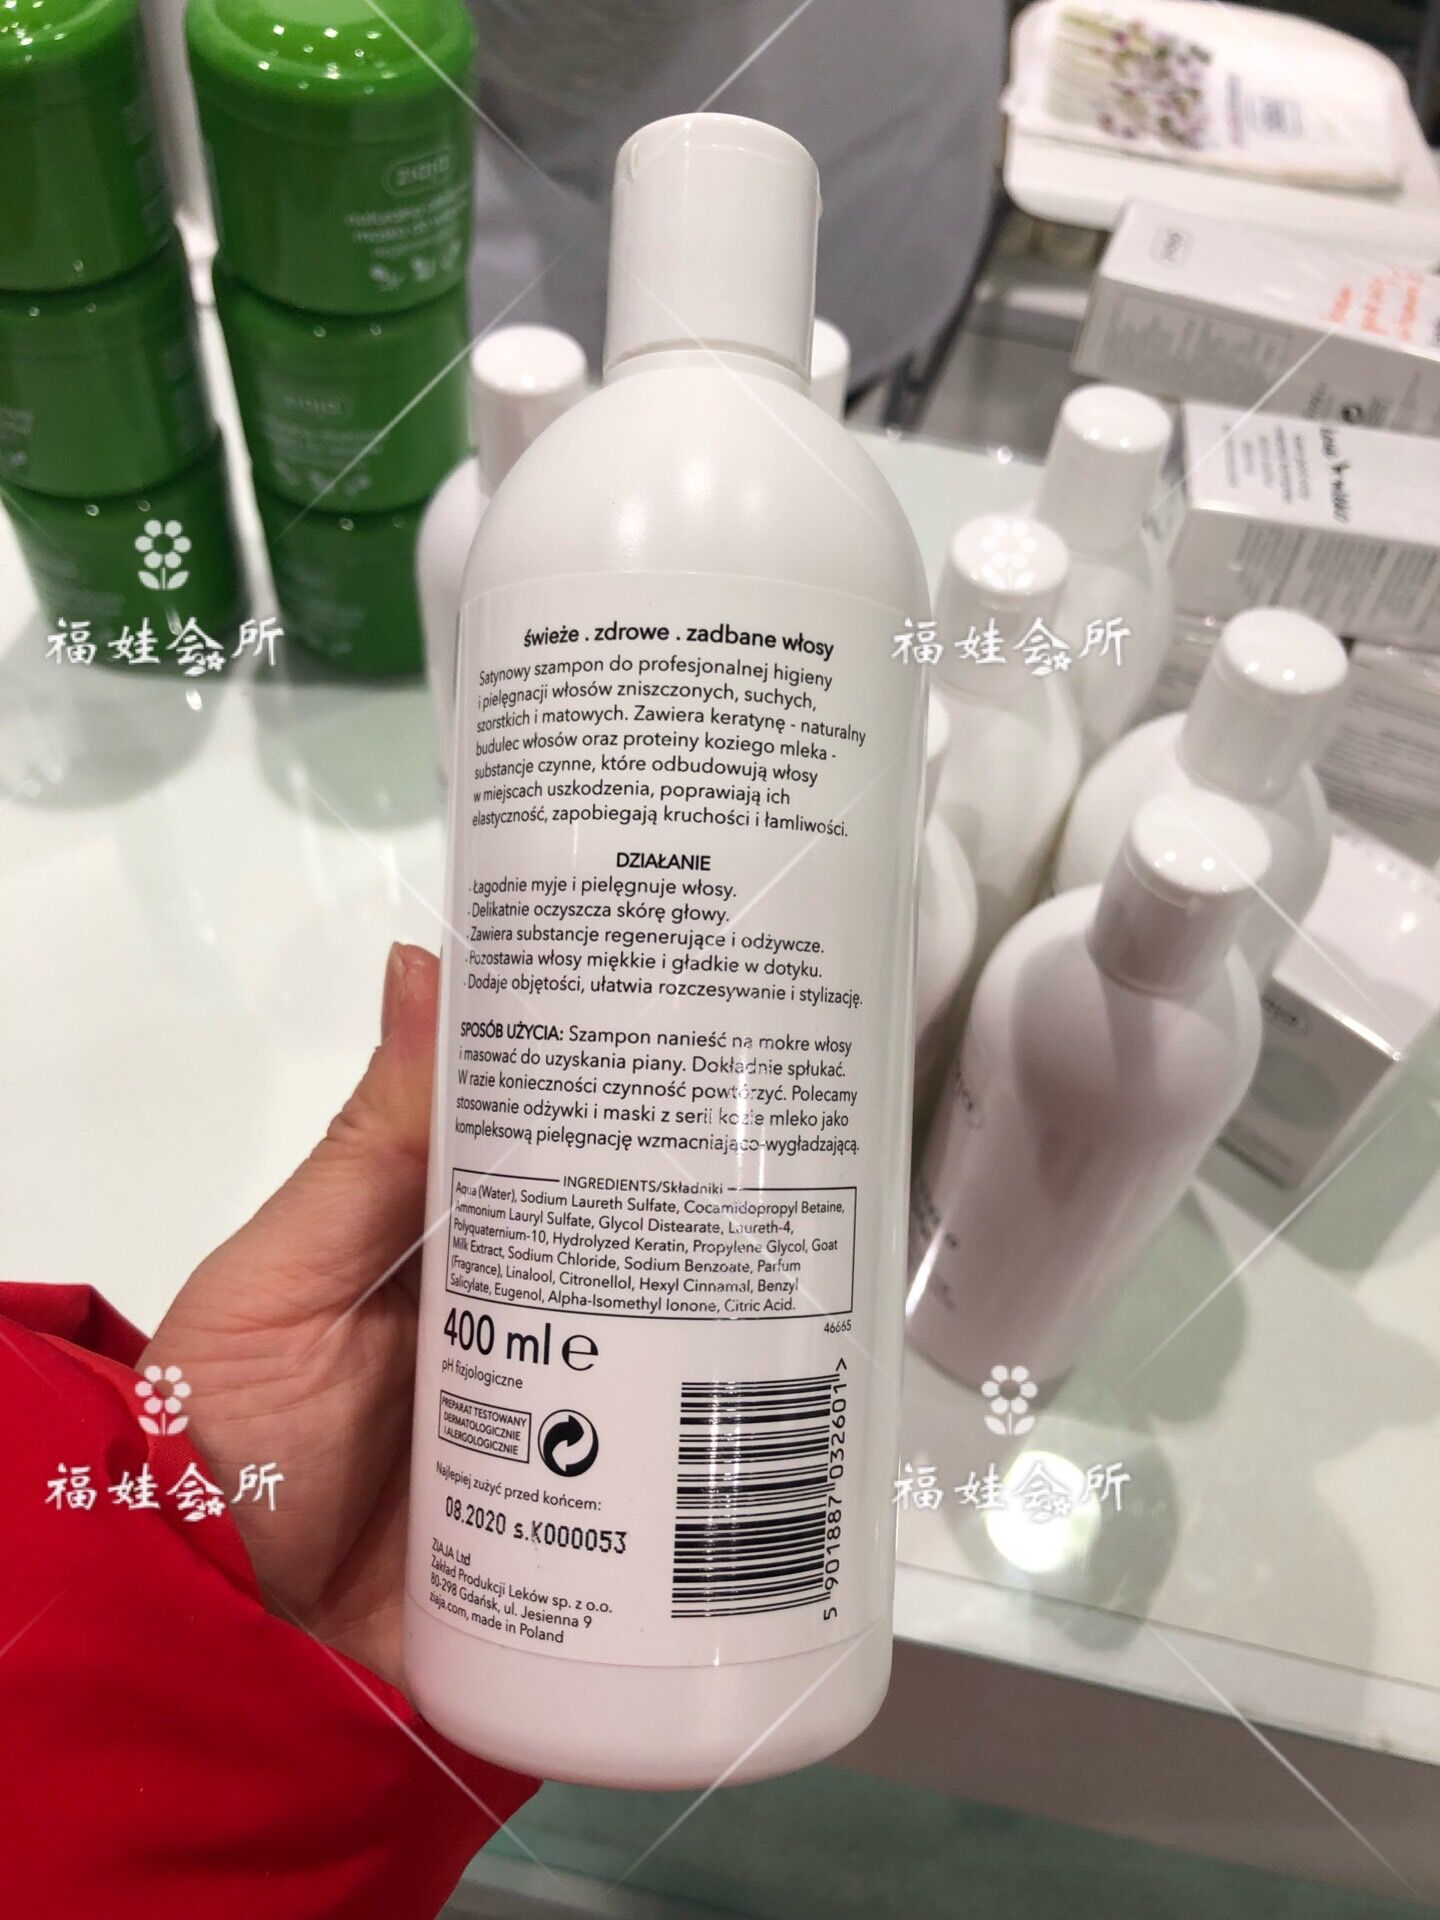 świeże . zdrowe . zadbane włosy
Satynowy szampon do profesjonalnej higieny
i pielęgnacji włosów zniszczonych, suchych,
szorstkich i matowych. Zawiera keratynę - naturalny
budulec włosów oraz proteiny koziego mleka -
substancje czynne, które odbudowują włosy
w miejscach uszkodzenia, poprawiają ich
elastyczność, zapobiegają kruchości i łamliwości.
DZIAŁANIE
.Łagodnie myje i pielęgnuje włosy.
.Delikatnie oczyszcza skórę głowy.
.Zawiera substancje regenerujące i odżywcze.
.Pozostawia włosy miękkie i gładkie w dotyku.
.Dodaje objętości, ułatwia rozczesywanie i stylizację.
SPOSÓB UŻYCIA: Szampon nanieść na mokre włosy
i masować do uzyskania piany. Dokładnie spłukać.
W razie konieczności czynność powtórzyć. Polecamy
stosowanie odżywki i maski z serii kozie mleko jako
kompleksową pielęgnację wzmacniająco-wygładzającą.
INGREDIENTS/Składniki
Aqua (Water), Sodium Laureth Sulfate, Cocamidopropyl Betaine,
Ammonium Lauryl Sulfate, Glycol Distearate, Laureth-4,
Polyquaternium-10, Hydrolyzed Keratin, Propylene Glycol, Goat
Milk Extract, Sodium Chloride, Sodium Benzoate, Parfum
(Fragrance), Linalool, Citronellol, Hexyl Cinnamal, Benzyl
Salicylate, Eugenol, Alpha-Isomethyl Ionone, Citric Acid.
46665
400 ml e
pH fizjologiczne
PREPARAT TESTOWANY
DERMATOLOGICZNIE
I ALERGOLOGICZNIE
Najlepiej zużyć przed końcem:
08.2020 s.K000053
ZIAJA Ltd
Zakład Produkcji Leków sp. z o.o.
80-298 Gdańsk, ul. Jesienna 9
ziaja.com, made in Poland
5 901887 032601 >
ziaja
福娃会所
福娃会所
福娃会所
福娃会所